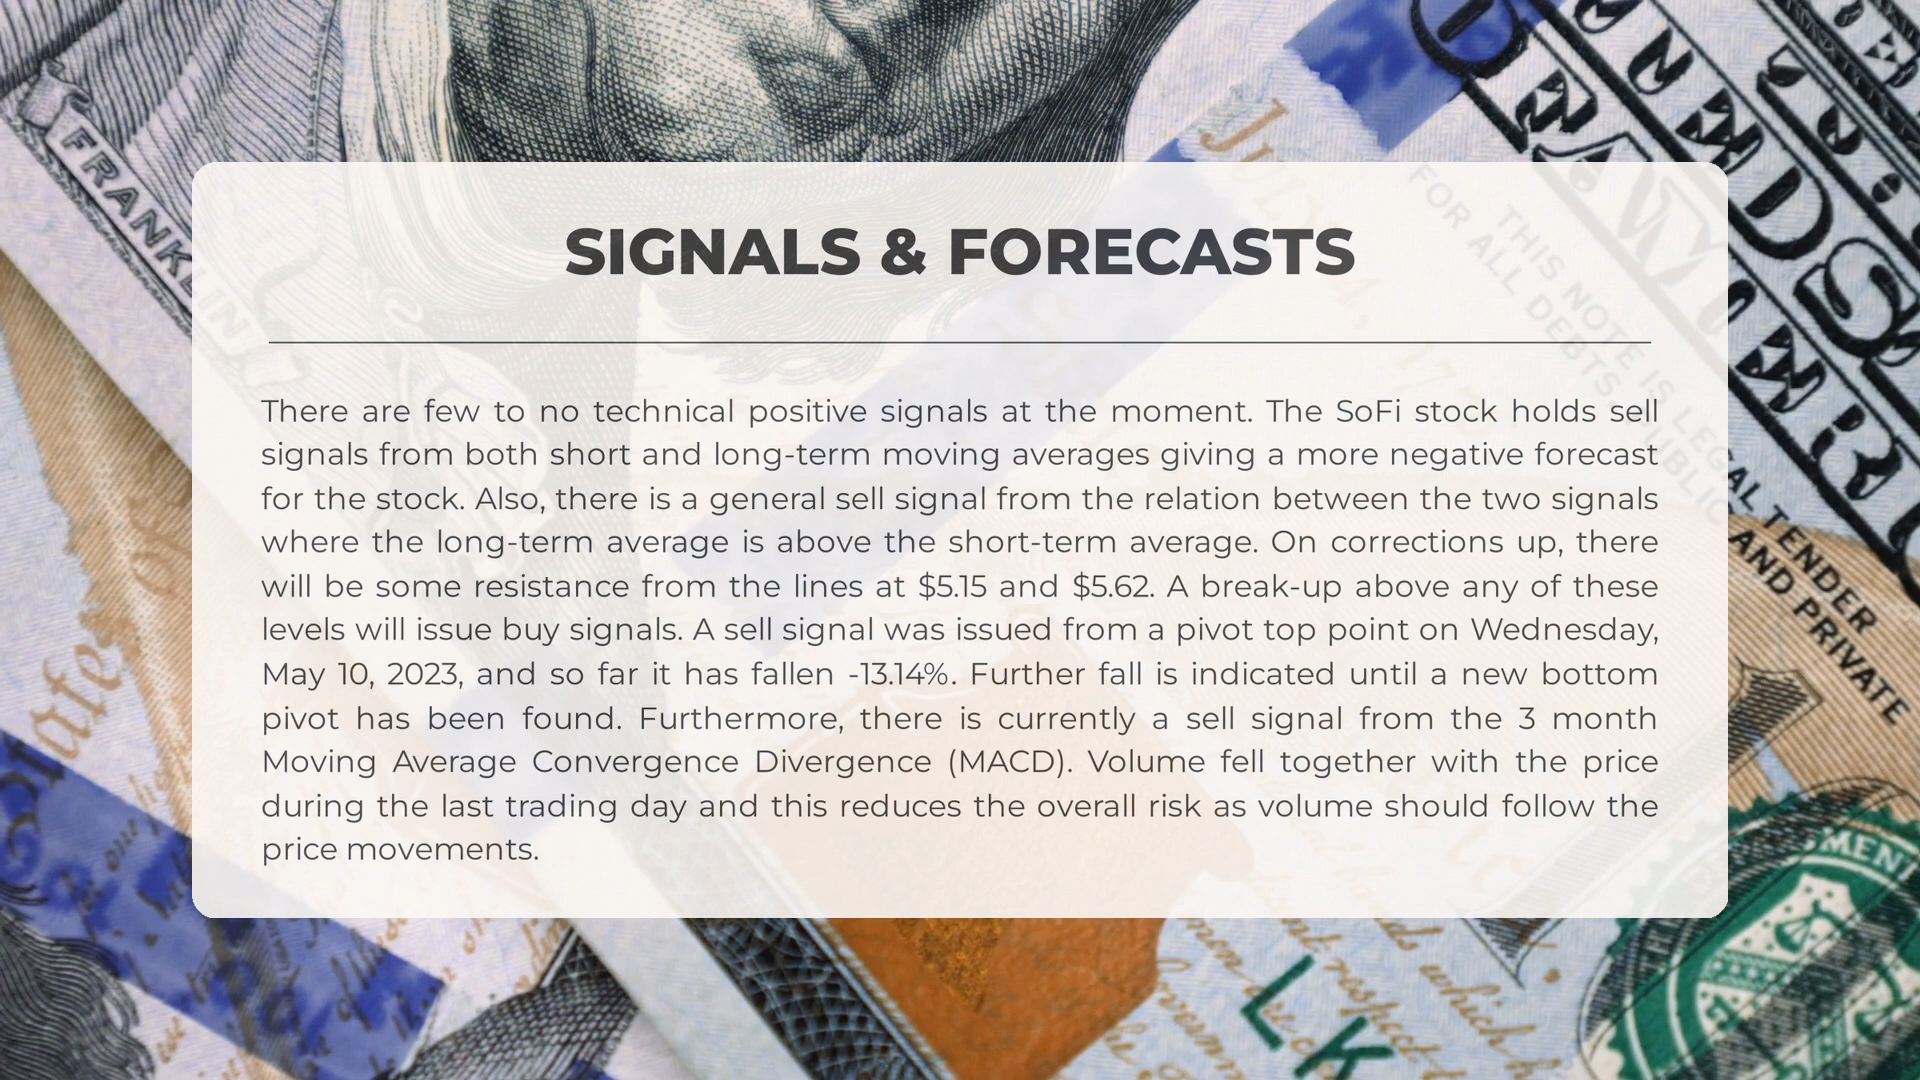 FRANKLIN
SIGNALS & FORECASTS
There are few to no technical positive signals at the moment. The SoFi stock holds sell
signals from both short and long-term moving averages giving a more negative forecast
for the stock. Also, there is a general sell signal from the relation between the two signals
where the long-term average is above the short-term average. On corrections up, there
will be some resistance from the lines at $5.15 and $5.62. A break-up above any of these
levels will issue buy signals. A sell signal was issued from a pivot top point on Wednesday,
May 10, 2023, and so far it has fallen -13.14%. Further fall is indicated until a new bottom
pivot has been found. Furthermore, there is currently a sell signal from the 3 month
Moving Average Convergence Divergence (MACD). Volume fell together with the price
during the last trading day and this reduces the overall risk as volume should follow the
price movements.
THIS NOTE IS LEGAL TENDER
FOR ALL DEBTS, PUBLIC AND PRIVATE
LK